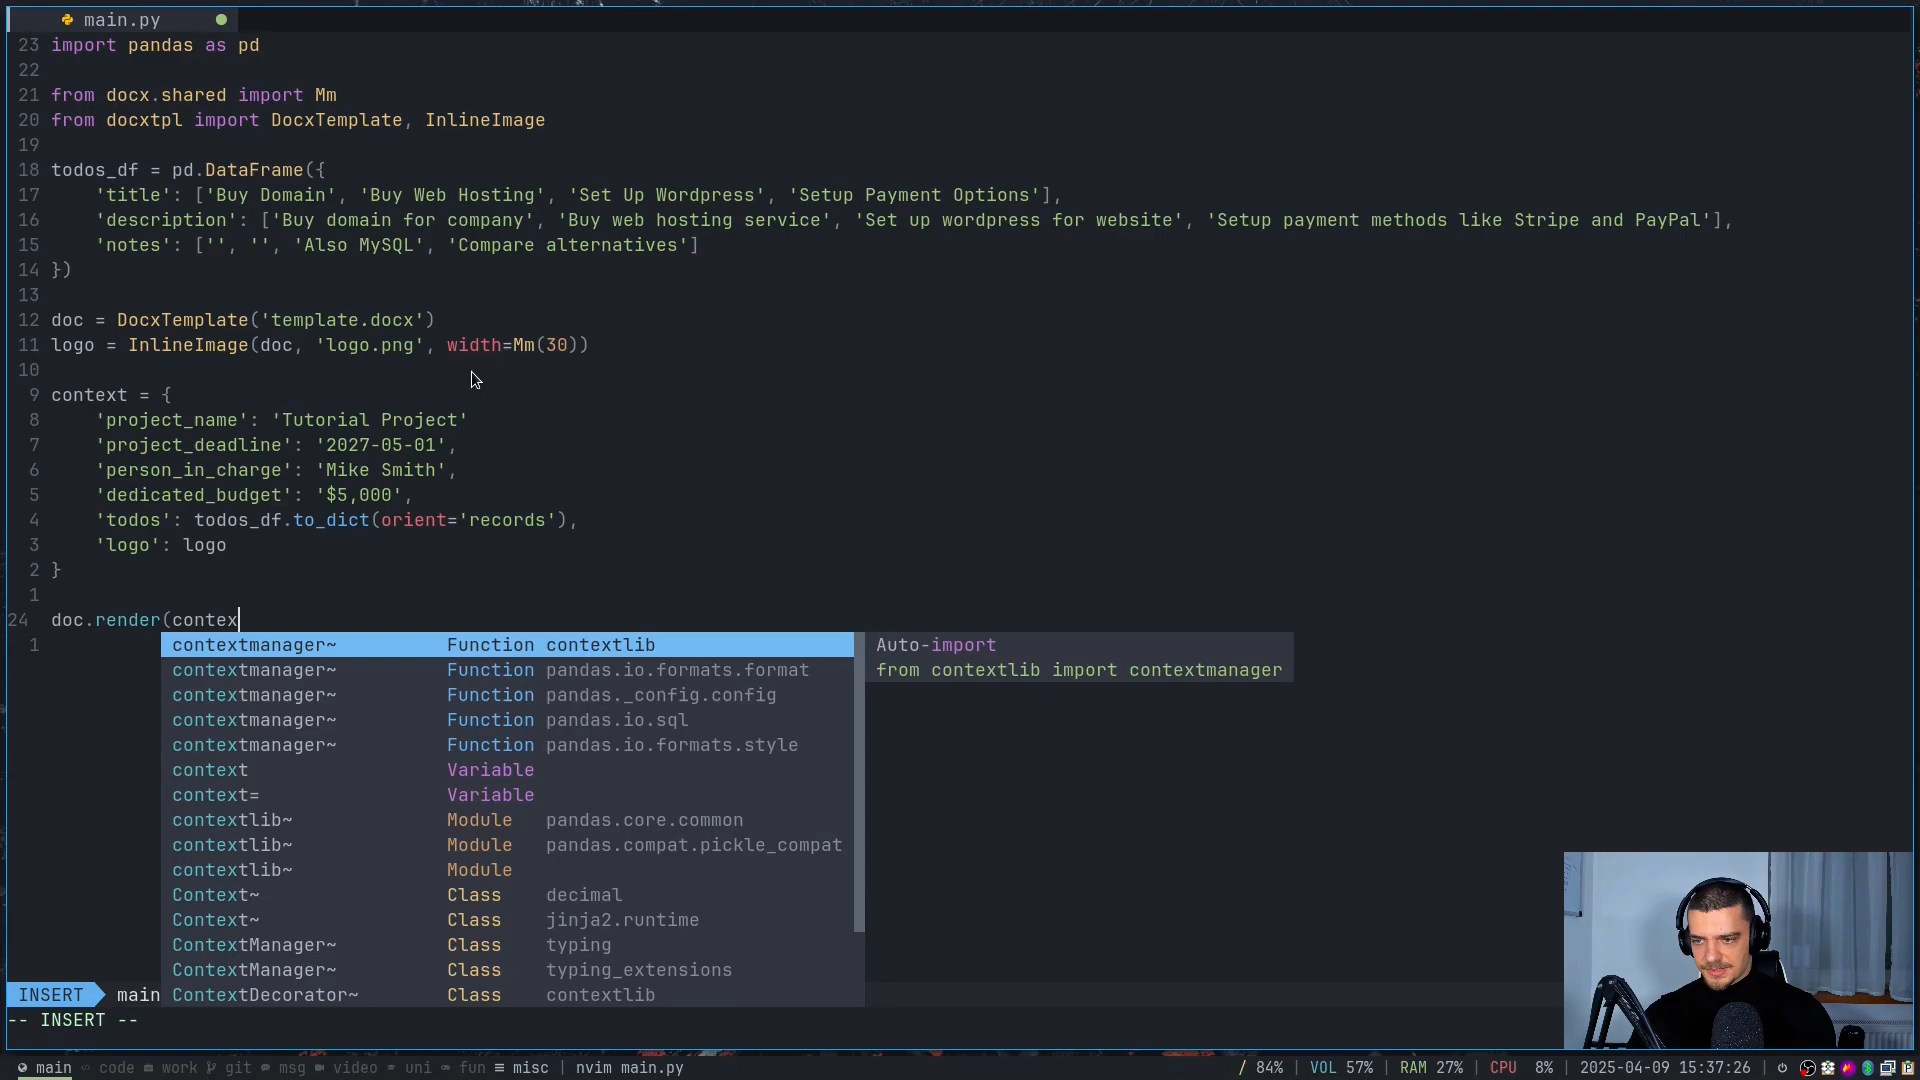 main.py
23 import pandas as pd
22
21 from docx.shared import Mm
20 from docxtpl import DocxTemplate, InlineImage
19
18 todos_df = pd.DataFrame({
17     'title': ['Buy Domain', 'Buy Web Hosting', 'Set Up Wordpress', 'Setup Payment Options'],
16     'description': ['Buy domain for company', 'Buy web hosting service', 'Set up wordpress for website', 'Setup payment methods like Stripe and PayPal'],
15     'notes': ['', '', 'Also MySQL', 'Compare alternatives']
14 })
13
12 doc = DocxTemplate('template.docx')
11 logo = InlineImage(doc, 'logo.png', width=Mm(30))
10
9 context = {
8     'project_name': 'Tutorial Project'
7     'project_deadline': '2027-05-01',
6     'person_in_charge': 'Mike Smith',
5     'dedicated_budget': '$5,000',
4     'todos': todos_df.to_dict(orient='records'),
3     'logo': logo
2 }
1
24 doc.render(contex
1 contextmanager~ Function contextlib Auto-import
contextmanager~ Function pandas.io.formats.format from contextlib import contextmanager
contextmanager~ Function pandas._config.config
contextmanager~ Function pandas.io.sql
contextmanager~ Function pandas.io.formats.style
context Variable
context= Variable
contextlib~ Module pandas.core.common
contextlib~ Module pandas.compat.pickle_compat
contextlib~ Module
Context~ Class decimal
Context~ Class jinja2.runtime
ContextManager~ Class typing
ContextManager~ Class typing_extensions
INSERT main ContextDecorator~ Class contextlib
-- INSERT --
main code work git msg video uni fun misc | nvim main.py / 84% | VOL 57% | RAM 27% | CPU 8% | 2025-04-09 15:37:26 |